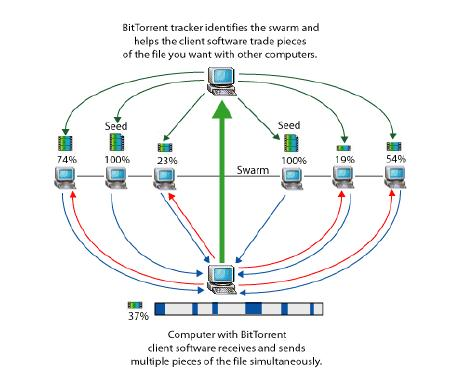 BitTorrent tracker identifies the swarm and
helps the client software trade pieces
of the file you want with other computers.
Seed
Seed
74%
100%
23%
100%
19%
54%
Swarm
37%
Computer with BitTorrent
client software receives and sends
multiple pieces of the file simultaneously.